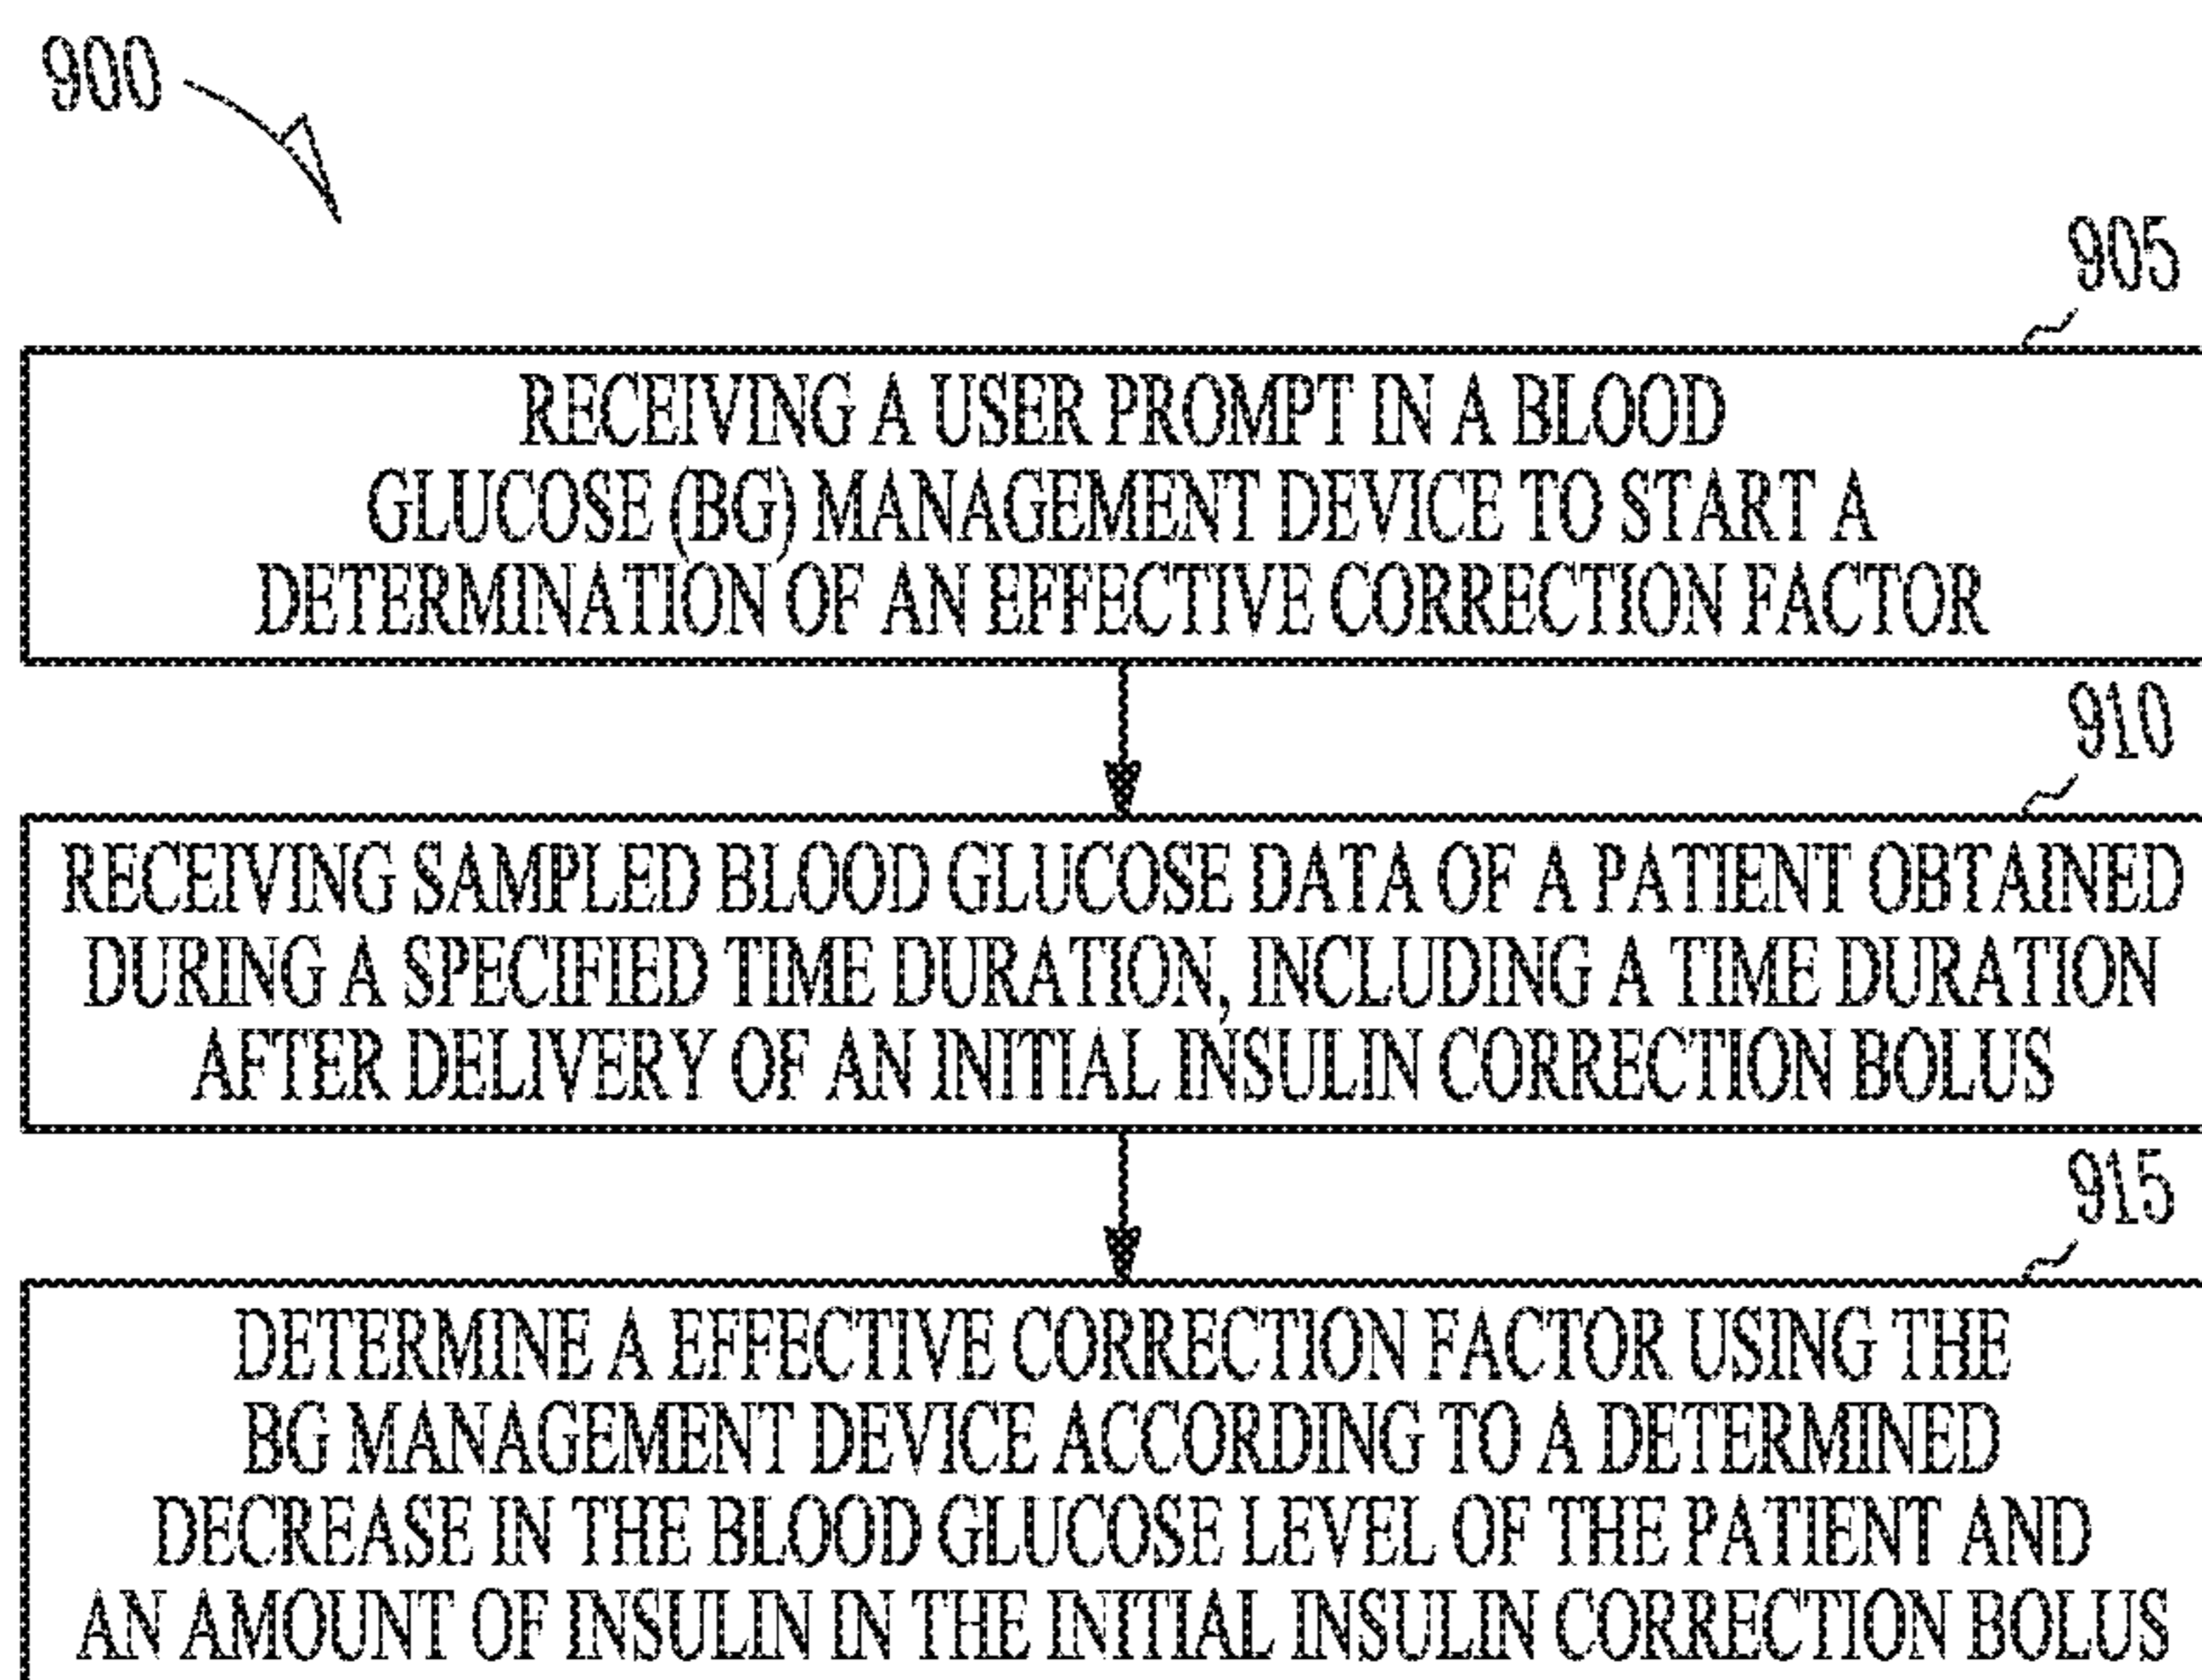 900
905
RECEIVING A USER PROMPT IN A BLOOD
GLUCOSE (BG) MANAGEMENT DEVICE TO START A
DETERMINATION OF AN EFFECTIVE CORRECTION FACTOR
910
RECEIVING SAMPLED BLOOD GLUCOSE DATA OF A PATIENT OBTAINED
DURING A SPECIFIED TIME DURATION, INCLUDING A TIME DURATION
AFTER DELIVERY OF AN INITIAL INSULIN CORRECTION BOLUS
915
DETERMINE A EFFECTIVE CORRECTION FACTOR USING THE
BG MANAGEMENT DEVICE ACCORDING TO A DETERMINED
DECREASE IN THE BLOOD GLUCOSE LEVEL OF THE PATIENT AND
AN AMOUNT OF INSULIN IN THE INITIAL INSULIN CORRECTION BOLUS